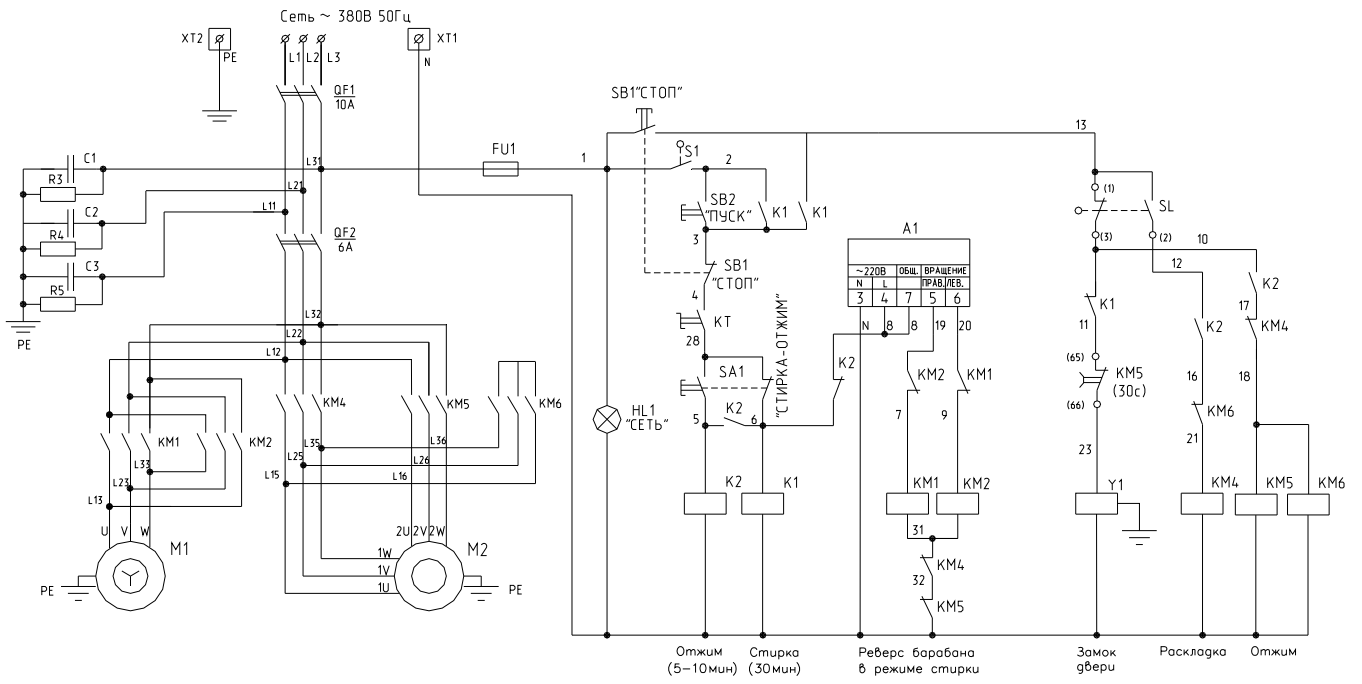 Сеть ~ 380В 50Гц
XT2
PE
L1
L2
L3
XT1
N
QF1
10А
SB1"СТОП"
13
C1
L31
FU1
1
S1
2
R3
L21
SB2
"ПУСК"
K1
K1
SL
C2
L11
(1)
R4
QF2
6А
3
A1
(3)
(2)
10
C3
SB1
"СТОП"
~220В
ОБЩ.
ВРАЩЕНИЕ
12
R5
N
L
ПРАВ.
ЛЕВ.
K2
4
3
4
7
5
6
K1
17
PE
L32
KT
N
8
8
19
20
11
K2
KM4
L22
28
(65)
L12
SA1
"СТИРКА-ОТЖИМ"
K2
KM2
KM1
KM5
(30с)
16
18
KM4
KM5
KM6
HL1
"СЕТЬ"
K2
(66)
KM6
KM1
KM2
L35
L36
5
6
7
9
21
L33
L25
L26
23
L23
L15
L16
L13
K2
K1
KM1
KM2
Y1
KM4
KM5
KM6
U
V
W
2U
2V
2W
31
M1
1W
M2
KM4
1V
32
PE
1U
PE
KM5
Отжим
(5-10мин)
Стирка
(30мин)
Реверс барабана
в режиме стирки
Замок
двери
Раскладка
Отжим